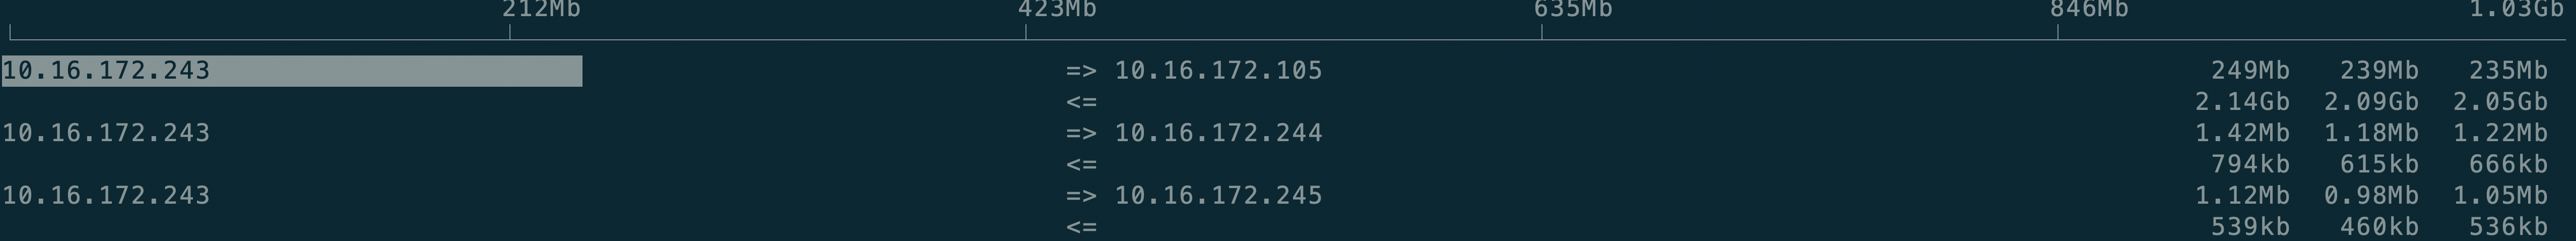 212Mb 423Mb 635Mb 846Mb 1.03Gb
10.16.172.243 => 10.16.172.105 249Mb 239Mb 235Mb
<= 2.14Gb 2.09Gb 2.05Gb
10.16.172.243 => 10.16.172.244 1.42Mb 1.18Mb 1.22Mb
<= 794kb 615kb 666kb
10.16.172.243 => 10.16.172.245 1.12Mb 0.98Mb 1.05Mb
<= 539kb 460kb 536kb